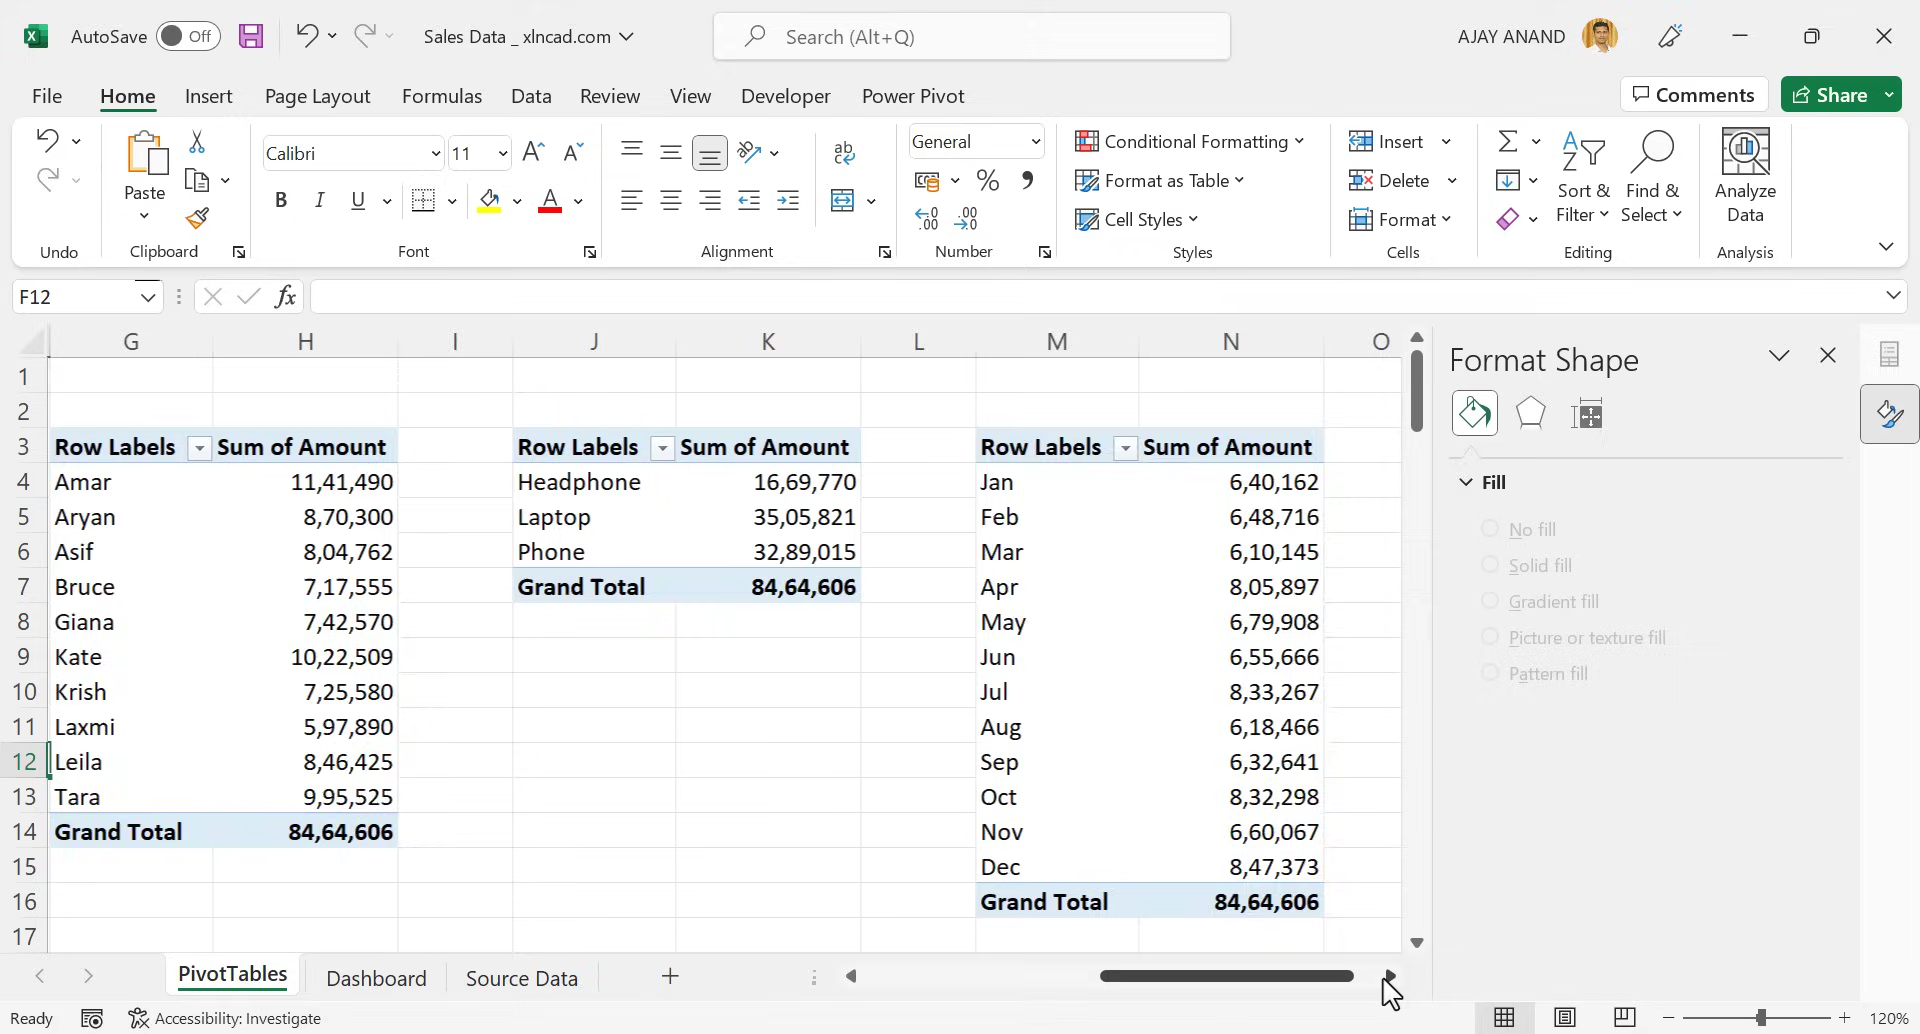 AutoSave Off Sales Data _ xlncad.com Search (Alt+Q) AJAY ANAND
File Home Insert Page Layout Formulas Data Review View Developer Power Pivot Comments Share
Undo
Paste
Clipboard
Calibri 11
B I U A
Font
ab
Alignment
General
% 9
Number
Conditional Formatting
Format as Table
Cell Styles
Styles
Insert
Delete
Format
Cells
Sort & Filter
Find & Select
Editing
Analyze Data
Analysis
F12 fx
G H I J K L M N O
1
2
3 Row Labels Sum of Amount Row Labels Sum of Amount Row Labels Sum of Amount
4 Amar 11,41,490 Headphone 16,69,770 Jan 6,40,162
5 Aryan 8,70,300 Laptop 35,05,821 Feb 6,48,716
6 Asif 8,04,762 Phone 32,89,015 Mar 6,10,145
7 Bruce 7,17,555 Grand Total 84,64,606 Apr 8,05,897
8 Giana 7,42,570 May 6,79,908
9 Kate 10,22,509 Jun 6,55,666
10 Krish 7,25,580 Jul 8,33,267
11 Laxmi 5,97,890 Aug 6,18,466
12 Leila 8,46,425 Sep 6,32,641
13 Tara 9,95,525 Oct 8,32,298
14 Grand Total 84,64,606 Nov 6,60,067
15 Dec 8,47,373
16 Grand Total 84,64,606
17
Format Shape
Fill
No fill
Solid fill
Gradient fill
Picture or texture fill
Pattern fill
PivotTables Dashboard Source Data
Ready Accessibility: Investigate 120%